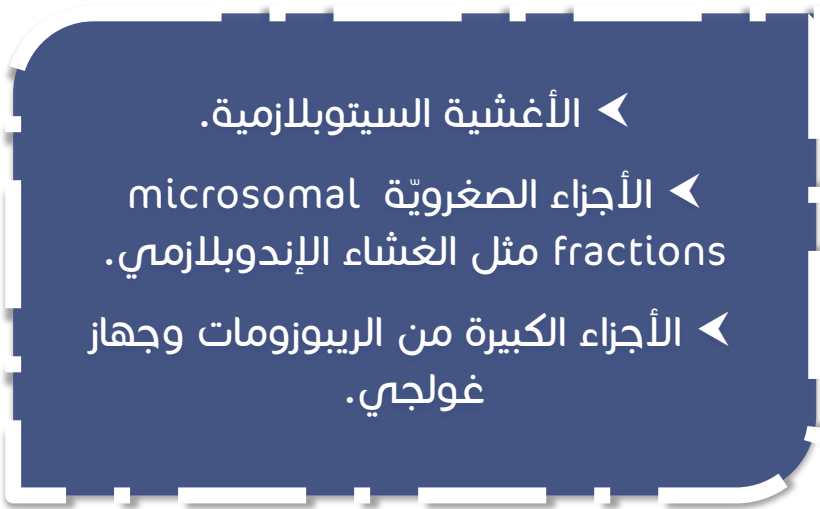 ➤ الأغشية السيتوبلازمية.
➤ الأجزاء الصغرويّة microsomal
fractions مثل الغشاء الإندوبلازمي.
➤ الأجزاء الكبيرة من الريبوزومات وجهاز
غولجي.